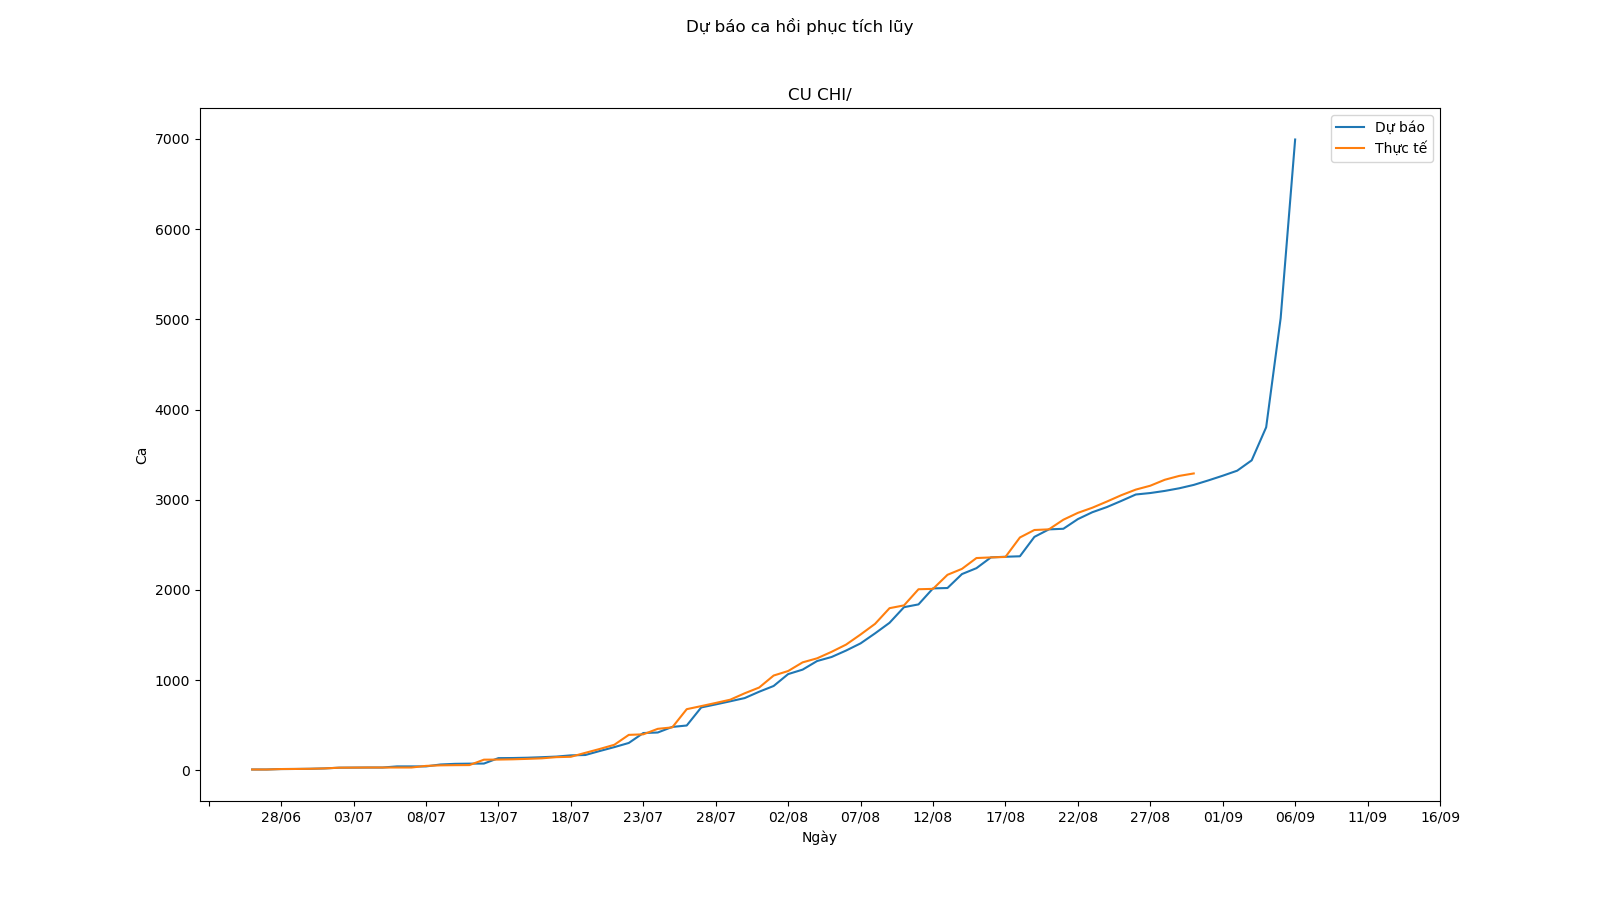 Dự báo ca hồi phục tích lũy
CU CHI/
Dự báo
Thực tế
7000
6000
5000
4000
3000
2000
1000
0
Ca
28/06 03/07 08/07 13/07 18/07 23/07 28/07 02/08 07/08 12/08 17/08 22/08 27/08 01/09 06/09 11/09 16/09
Ngày